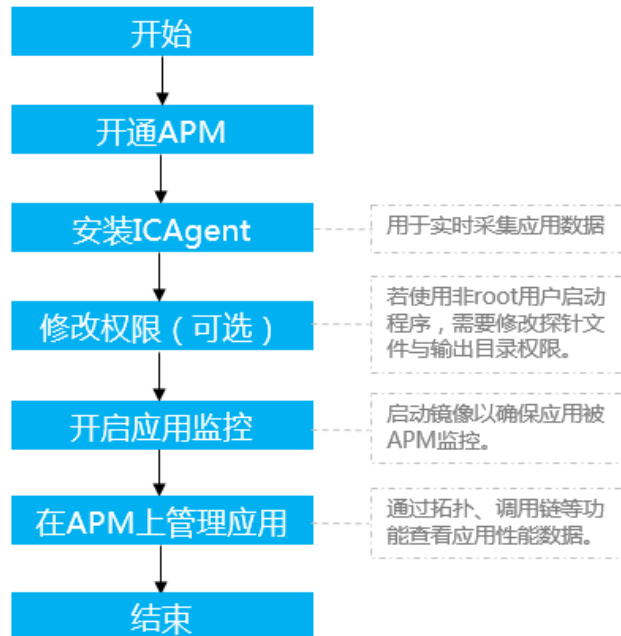 开始
开通APM
安装ICAgent
用于实时采集应用数据
修改权限（可选）
若使用非root用户启动
程序，需要修改探针文
件与输出目录权限。
开启应用监控
启动镜像以确保应用被
APM监控。
在APM上管理应用
通过拓扑、调用链等功
能查看应用性能数据。
结束